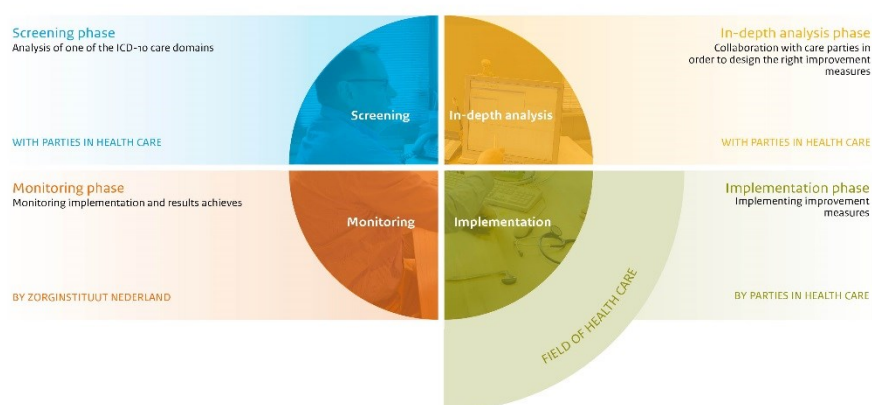 Screening phase
Analysis of one of the ICD-10 care domains
WITH PARTIES IN HEALTH CARE
Screening
In-depth analysis
In-depth analysis phase
Collaboration with care parties in
order to design the right improvement
measures
WITH PARTIES IN HEALTH CARE
Monitoring phase
Monitoring implementation and results achieves
BY ZORGINSTITUUT NEDERLAND
Monitoring
Implementation
Implementation phase
Implementing improvement
measures
BY PARTIES IN HEALTH CARE
FIELD OF HEALTH CARE